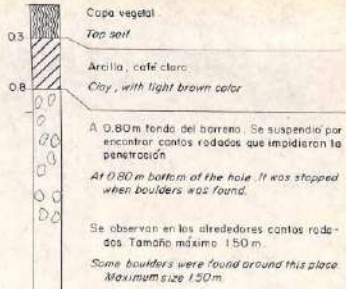 Capa vegetal
0.3
Top soil
Arcilla, café claro
0.8
Clay, with light brown color
A 0.80m fondo del barreno. Se suspendió por
encontrar cantos rodados que impidieron la
penetración
At 0.80m bottom of the hole. It was stopped
when boulders was found.
Se observan en los alrededores cantos roda-
dos. Tamaño máximo 1.50 m.
Some boulders were found around this place.
Maximum size 1.50m.